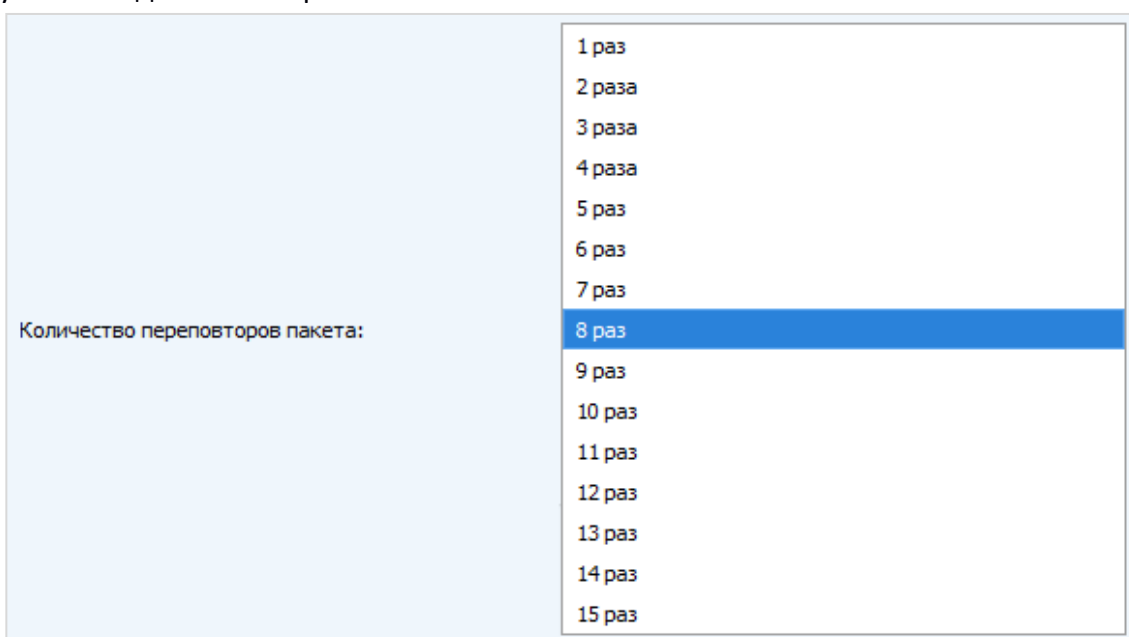 1 раз
2 раза
3 раза
4 раза
5 раз
6 раз
7 раз
Количество переповторов пакета:
8 раз
9 раз
10 раз
11 раз
12 раз
13 раз
14 раз
15 раз